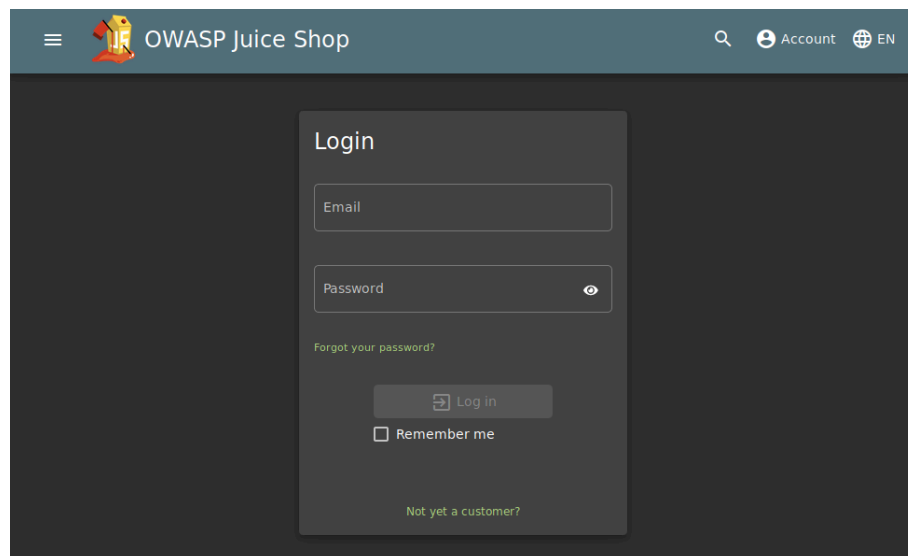 OWASP Juice Shop
Account
EN
Login
Email
Password
Forgot your password?
Log in
Remember me
Not yet a customer?